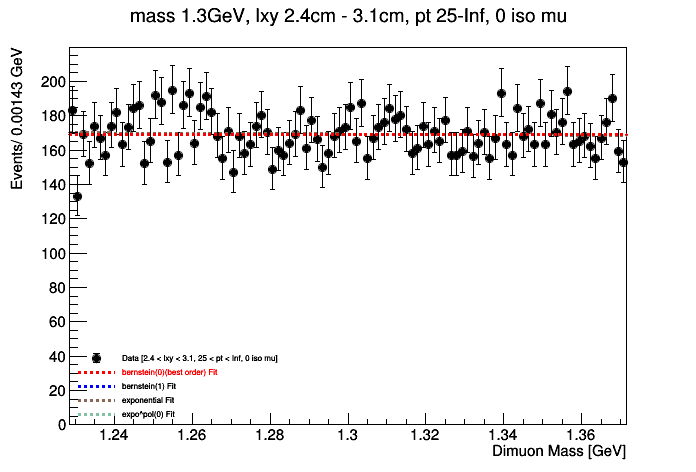 mass 1.3GeV, lxy 2.4cm - 3.1cm, pt 25-Inf, 0 iso mu
Events/ 0.00143 GeV
200
180
160
140
120
100
80
60
40
20
0
Data [2.4 < lxy < 3.1, 25 < pt < Inf, 0 iso mu]
bernstein(0)(best order) Fit
bernstein(1) Fit
exponential Fit
expo*pol(0) Fit
1.24 1.26 1.28 1.3 1.32 1.34 1.36
Dimuon Mass [GeV]